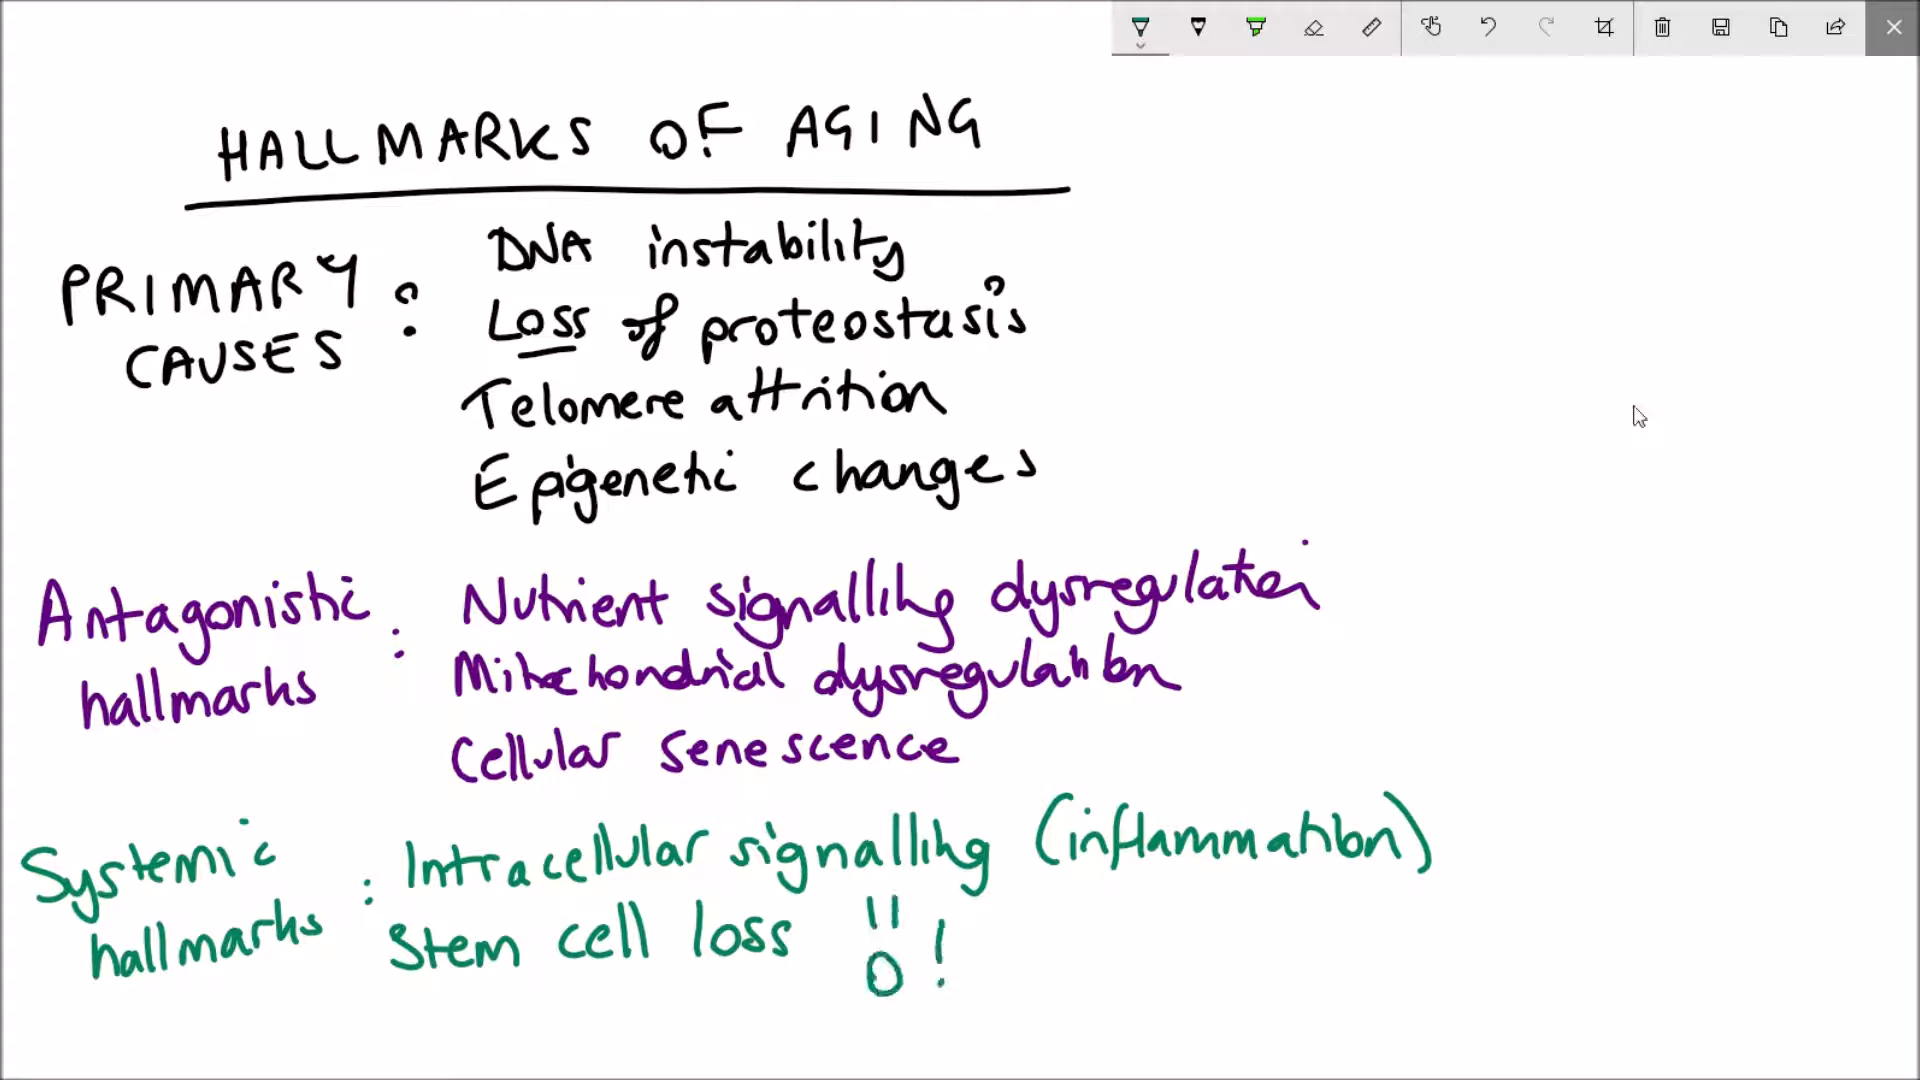 HALLMARKS OF AGING
PRIMARY CAUSES:
DNA instability
Loss of proteostasis
Telomere attrition
Epigenetic changes
Antagonistic hallmarks:
Nutrient signalling dysregulation
Mitochondrial dysregulation
Cellular senescence
Systemic hallmarks:
Intracellular signalling (inflammation)
Stem cell loss !